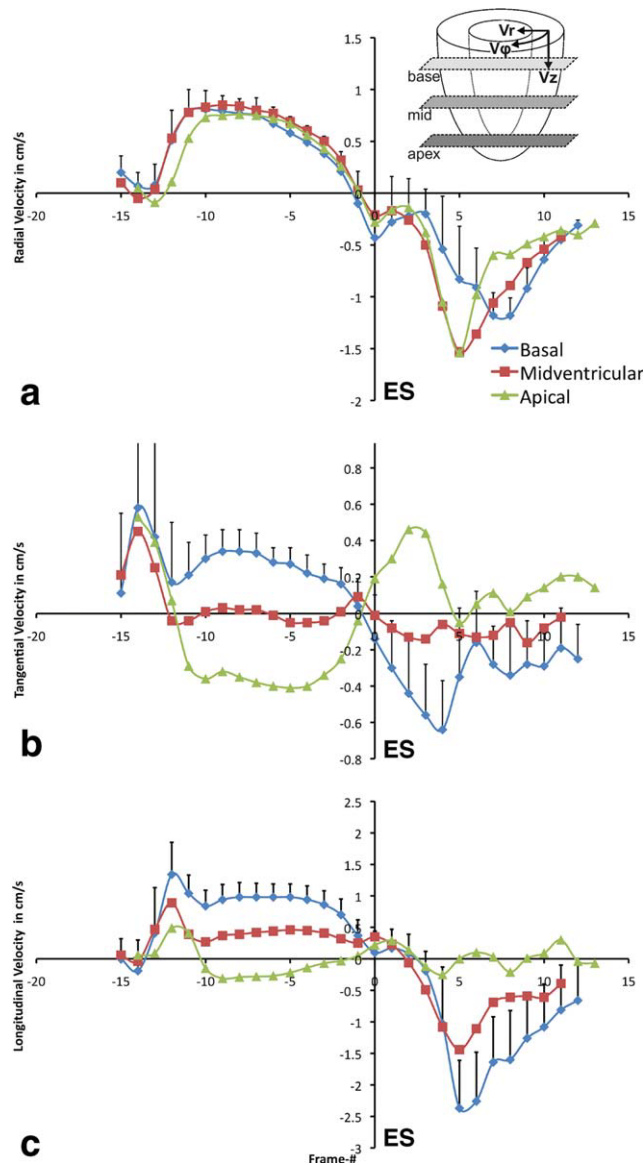 a
Radial Velocity in cm/s
1.5
1
0.5
0
-0.5
-1
-1.5
-2
-20
-15
-10
-5
0
5
10
15
Vr
Vφ
Vz
base
mid
apex
Basal
Midventricular
Apical
ES
b
Tangential Velocity in cm/s
0.8
0.6
0.4
0.2
0
-0.2
-0.4
-0.6
-0.8
-20
-15
-10
-5
0
5
10
15
ES
c
Longitudinal Velocity in cm/s
2.5
2
1.5
1
0.5
0
-0.5
-1
-1.5
-2
-2.5
-3
-20
-15
-10
-5
0
5
10
15
ES
Frame-#